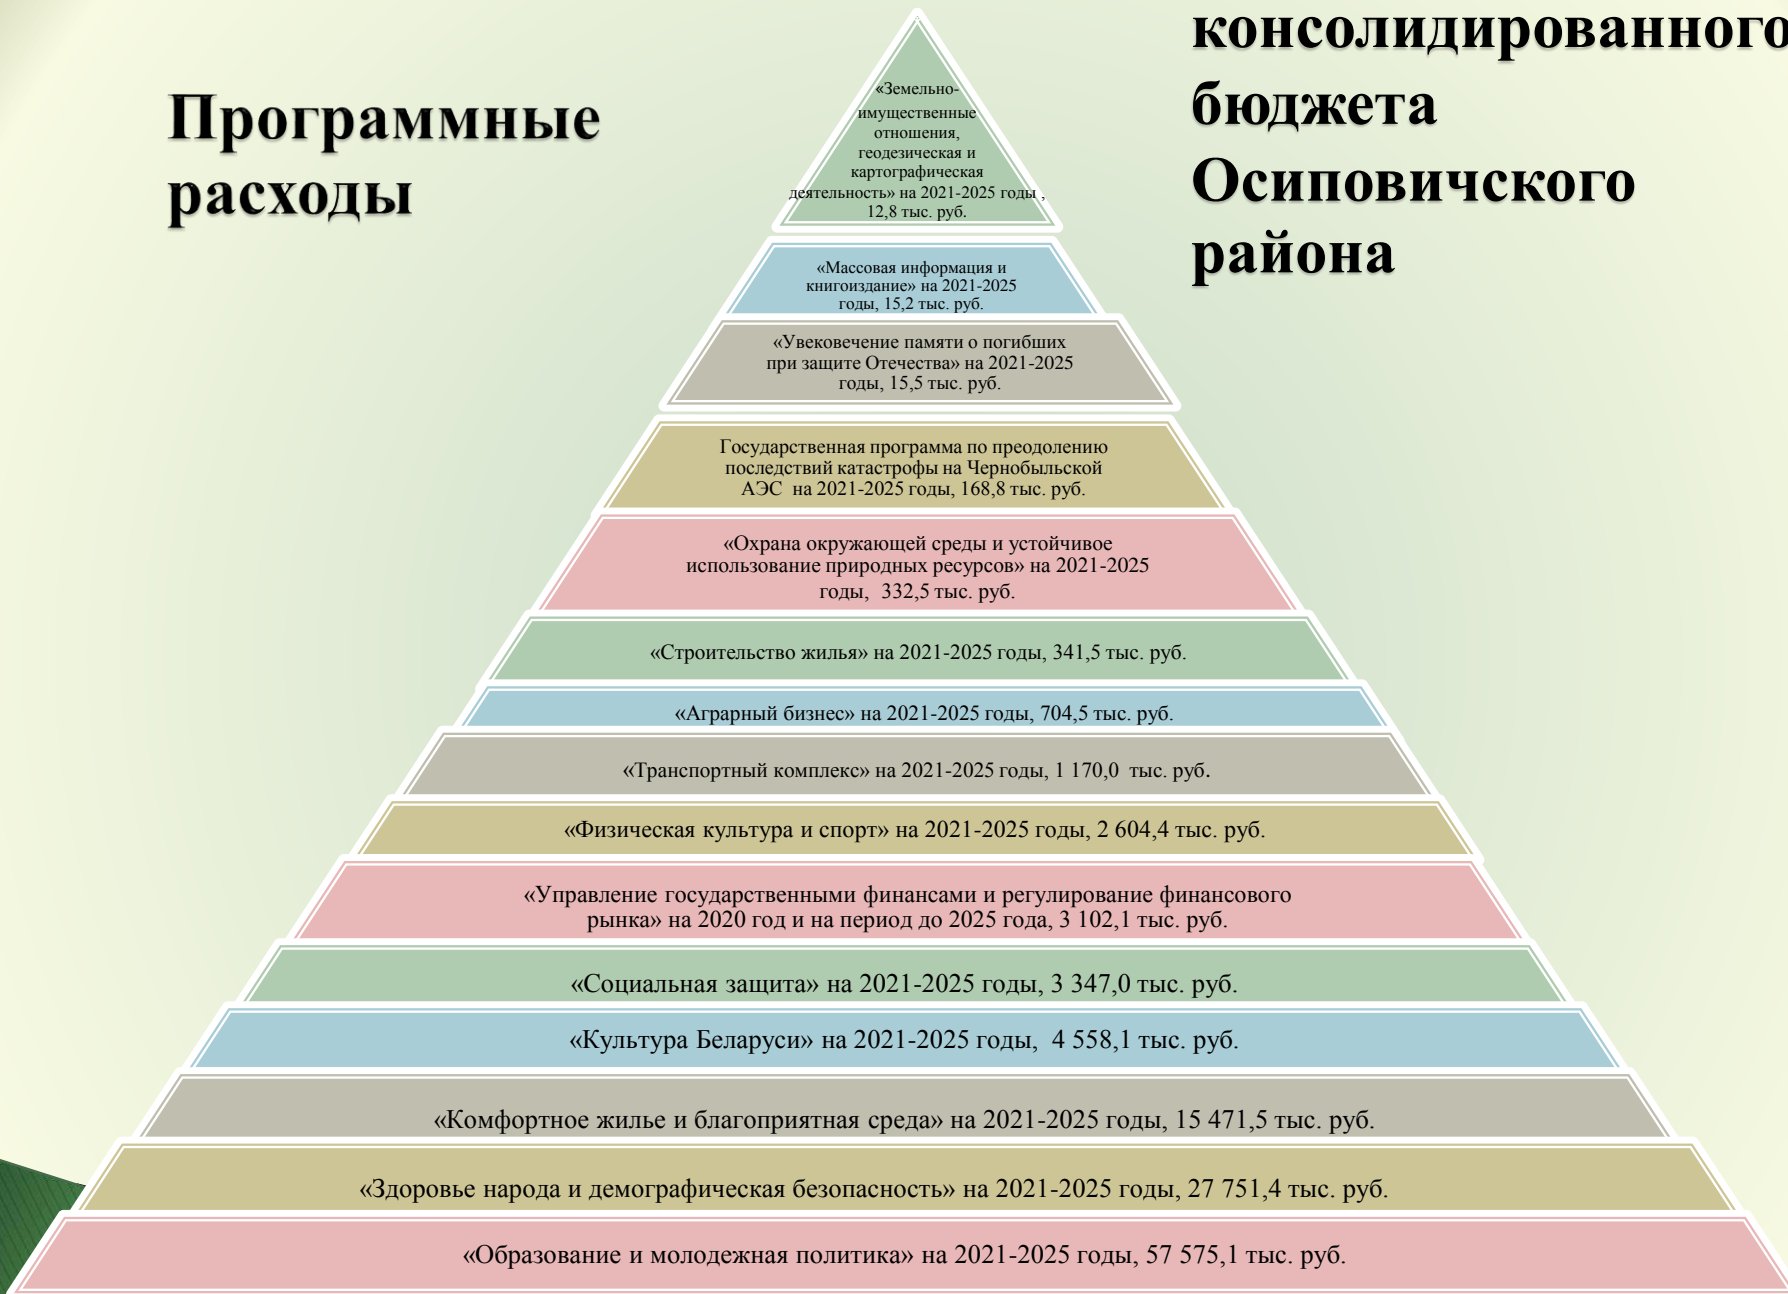 Программные
расходы
консолидированного
бюджета
Осиповичского
района
«Земельно-
имущественные
отношения,
геодезическая и
картографическая
деятельность» на 2021-2025 годы ,
12,8 тыс. руб.
«Массовая информация и
книгоиздание» на 2021-2025
годы, 15,2 тыс. руб.
«Увековечение памяти о погибших
при защите Отечества» на 2021-2025
годы, 15,5 тыс. руб.
Государственная программа по преодолению
последствий катастрофы на Чернобыльской
АЭС  на 2021-2025 годы, 168,8 тыс. руб.
«Охрана окружающей среды и устойчивое
использование природных ресурсов» на 2021-2025
годы,  332,5 тыс. руб.
«Строительство жилья» на 2021-2025 годы, 341,5 тыс. руб.
«Аграрный бизнес» на 2021-2025 годы, 704,5 тыс. руб.
«Транспортный комплекс» на 2021-2025 годы, 1 170,0  тыс. руб.
«Физическая культура и спорт» на 2021-2025 годы, 2 604,4 тыс. руб.
«Управление государственными финансами и регулирование финансового
рынка» на 2020 год и на период до 2025 года, 3 102,1 тыс. руб.
«Социальная защита» на 2021-2025 годы, 3 347,0 тыс. руб.
«Культура Беларуси» на 2021-2025 годы,  4 558,1 тыс. руб.
«Комфортное жилье и благоприятная среда» на 2021-2025 годы, 15 471,5 тыс. руб.
«Здоровье народа и демографическая безопасность» на 2021-2025 годы, 27 751,4 тыс. руб.
«Образование и молодежная политика» на 2021-2025 годы, 57 575,1 тыс. руб.